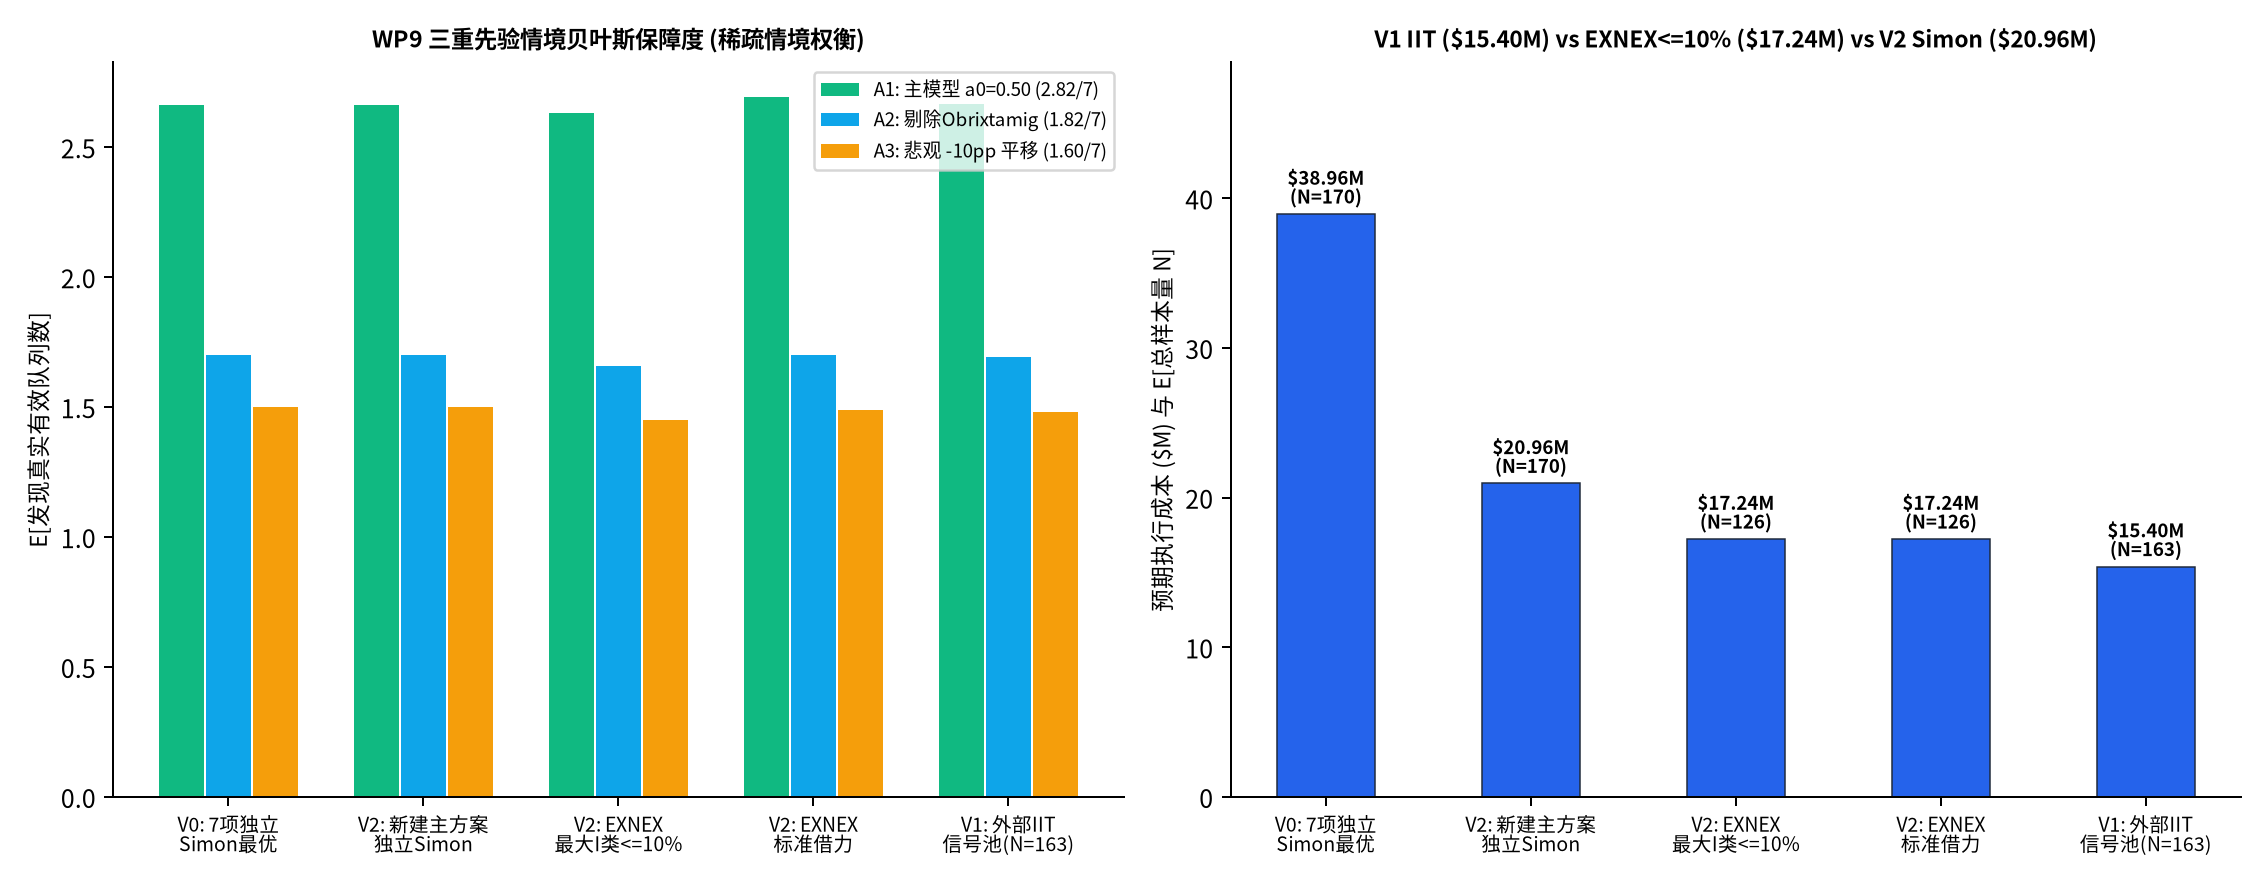 WP9 三重先验情境贝叶斯保障度 (稀疏情境权衡)
E[发现真实有效队列数]
2.5
2.0
1.5
1.0
0.5
0.0
A1: 主模型 a0=0.50 (2.82/7)
A2: 剔除Obrixtamig (1.82/7)
A3: 悲观 -10pp 平移 (1.60/7)
V0: 7项独立
Simon最优
V2: 新建主方案
独立Simon
V2: EXNEX
最大I类<=10%
V2: EXNEX
标准借力
V1: 外部IIT
信号池(N=163)
V1 IIT ($15.40M) vs EXNEX<=10% ($17.24M) vs V2 Simon ($20.96M)
预期执行成本 ($M) 与 E[总样本量 N]
40
30
20
10
0
$38.96M
(N=170)
$20.96M
(N=170)
$17.24M
(N=126)
$17.24M
(N=126)
$15.40M
(N=163)
V0: 7项独立
Simon最优
V2: 新建主方案
独立Simon
V2: EXNEX
最大I类<=10%
V2: EXNEX
标准借力
V1: 外部IIT
信号池(N=163)